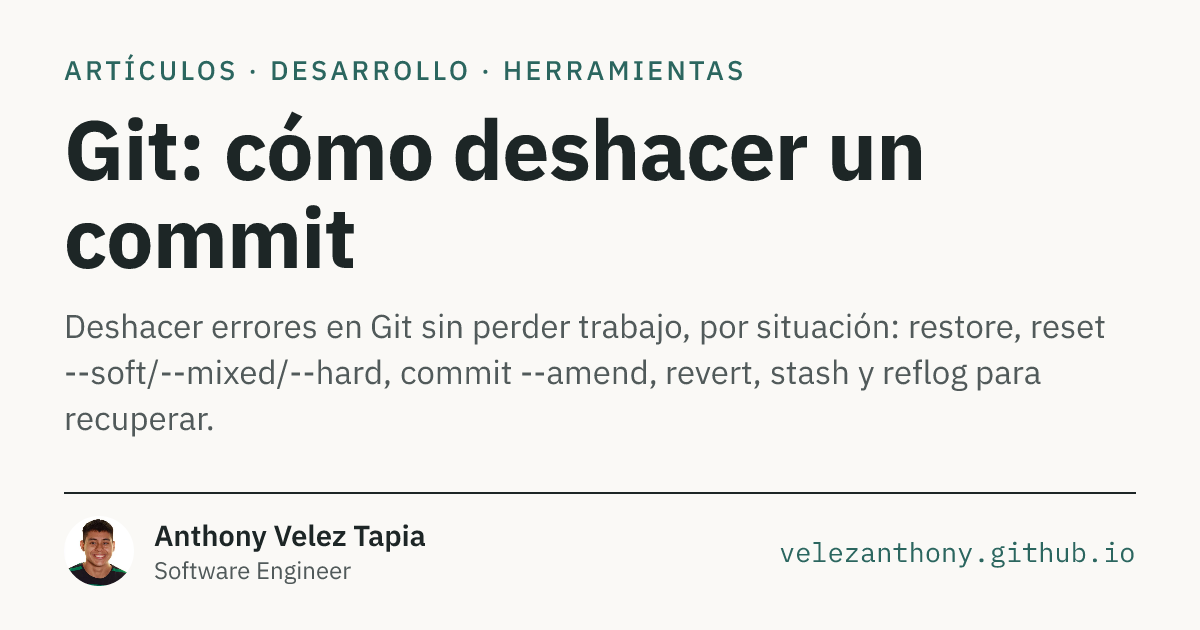 ARTÍCULOS · DESARROLLO · HERRAMIENTAS
Git: cómo deshacer un
commit
Deshacer errores en Git sin perder trabajo, por situación: restore, reset
--soft/--mixed/--hard, commit --amend, revert, stash y reflog para
recuperar.
Anthony Velez Tapia
Software Engineer
velezanthony.github.io